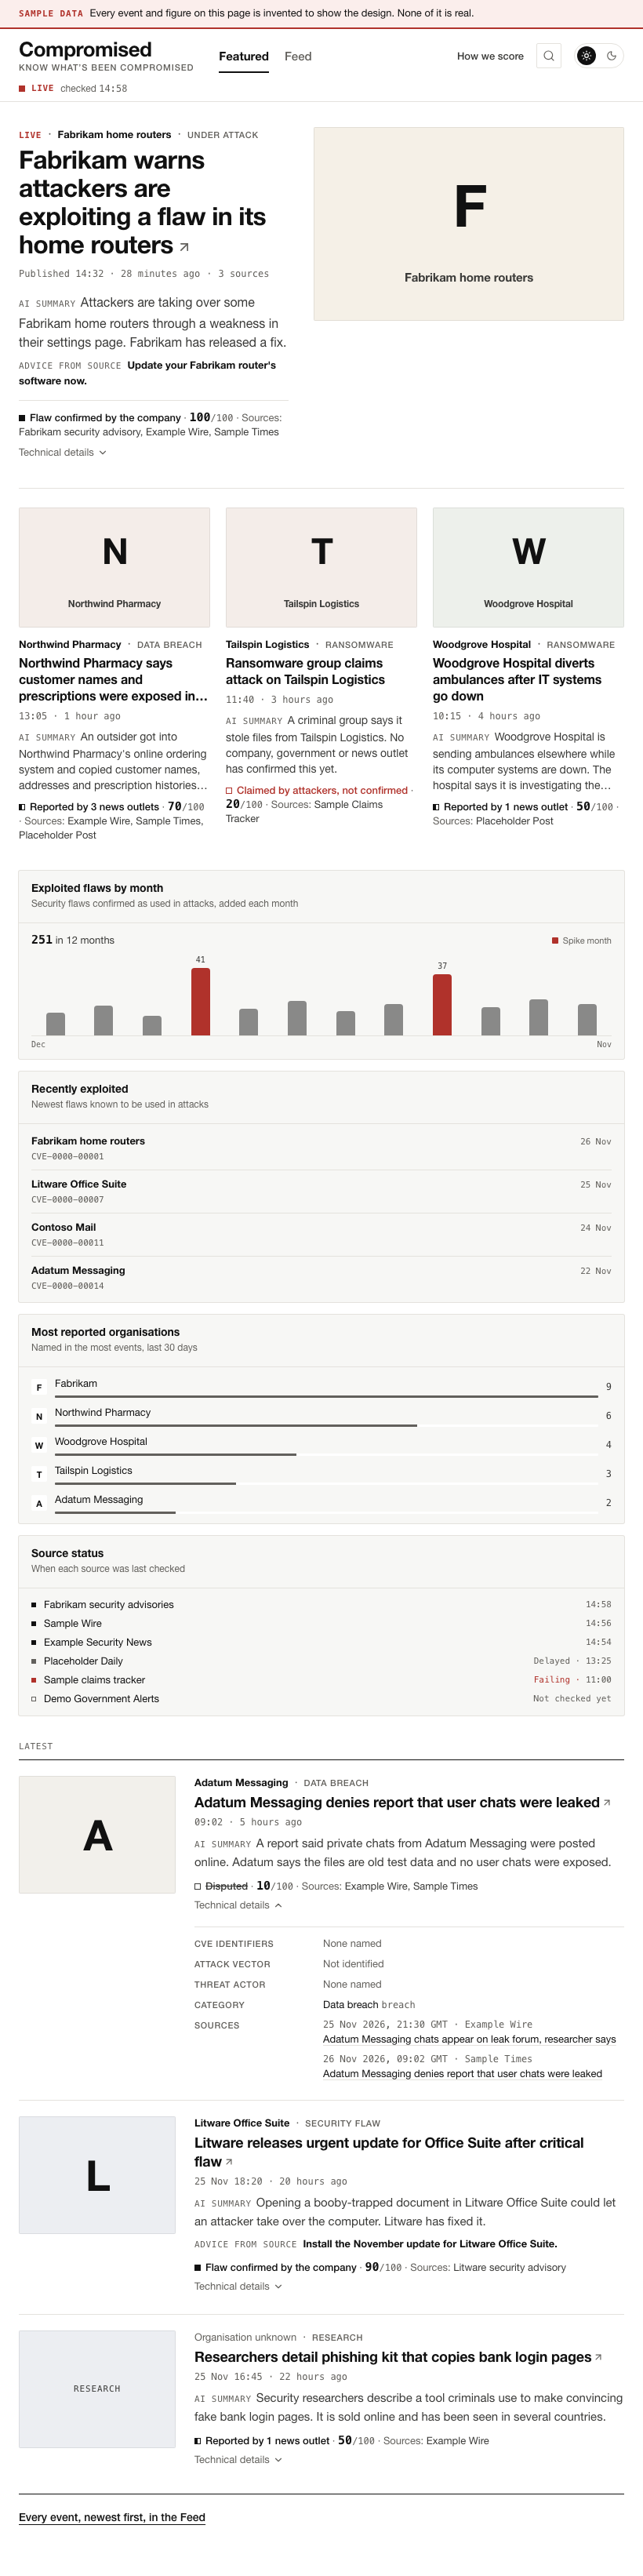 SAMPLE DATA Every event and figure on this page is invented to show the design. None of it is real.
Compromised
KNOW WHAT'S BEEN COMPROMISED
Featured Feed
How we score
LIVE checked 14:58
LIVE · Fabrikam home routers · UNDER ATTACK
Fabrikam warns
attackers are
exploiting a flaw in its
home routers ↗
Published 14:32 · 28 minutes ago · 3 sources
AI SUMMARY Attackers are taking over some
Fabrikam home routers through a weakness in
their settings page. Fabrikam has released a fix.
ADVICE FROM SOURCE Update your Fabrikam router's
software now.
Flaw confirmed by the company · 100/100 · Sources:
Fabrikam security advisory, Example Wire, Sample Times
Technical details
F
Fabrikam home routers
N
Northwind Pharmacy
Northwind Pharmacy · DATA BREACH
Northwind Pharmacy says
customer names and
prescriptions were exposed in…
13:05 · 1 hour ago
AI SUMMARY An outsider got into
Northwind Pharmacy's online ordering
system and copied customer names,
addresses and prescription histories…
Reported by 3 news outlets · 70/100
· Sources: Example Wire, Sample Times,
Placeholder Post
T
Tailspin Logistics
Tailspin Logistics · RANSOMWARE
Ransomware group claims
attack on Tailspin Logistics
11:40 · 3 hours ago
AI SUMMARY A criminal group says it
stole files from Tailspin Logistics. No
company, government or news outlet
has confirmed this yet.
Claimed by attackers, not confirmed ·
20/100 · Sources: Sample Claims
Tracker
W
Woodgrove Hospital
Woodgrove Hospital · RANSOMWARE
Woodgrove Hospital diverts
ambulances after IT systems
go down
10:15 · 4 hours ago
AI SUMMARY Woodgrove Hospital is
sending ambulances elsewhere while
its computer systems are down. The
hospital says it is investigating the…
Reported by 1 news outlet · 50/100 ·
Sources: Placeholder Post
Exploited flaws by month
Security flaws confirmed as used in attacks, added each month
251 in 12 months
Spike month
41
37
Dec
Nov
Recently exploited
Newest flaws known to be used in attacks
Fabrikam home routers 26 Nov
CVE-0000-00001
Litware Office Suite 25 Nov
CVE-0000-00007
Contoso Mail 24 Nov
CVE-0000-00011
Adatum Messaging 22 Nov
CVE-0000-00014
Most reported organisations
Named in the most events, last 30 days
F Fabrikam 9
N Northwind Pharmacy 6
W Woodgrove Hospital 4
T Tailspin Logistics 3
A Adatum Messaging 2
Source status
When each source was last checked
Fabrikam security advisories 14:58
Sample Wire 14:56
Example Security News 14:54
Placeholder Daily Delayed · 13:25
Sample claims tracker Failing · 11:00
Demo Government Alerts Not checked yet
LATEST
A
Adatum Messaging · DATA BREACH
Adatum Messaging denies report that user chats were leaked ↗
09:02 · 5 hours ago
AI SUMMARY A report said private chats from Adatum Messaging were posted
online. Adatum says the files are old test data and no user chats were exposed.
Disputed · 10/100 · Sources: Example Wire, Sample Times
Technical details
CVE IDENTIFIERS None named
ATTACK VECTOR Not identified
THREAT ACTOR None named
CATEGORY Data breach breach
SOURCES 25 Nov 2026, 21:30 GMT · Example Wire
Adatum Messaging chats appear on leak forum, researcher says
26 Nov 2026, 09:02 GMT · Sample Times
Adatum Messaging denies report that user chats were leaked
L
Litware Office Suite · SECURITY FLAW
Litware releases urgent update for Office Suite after critical
flaw ↗
25 Nov 18:20 · 20 hours ago
AI SUMMARY Opening a booby-trapped document in Litware Office Suite could let
an attacker take over the computer. Litware has fixed it.
ADVICE FROM SOURCE Install the November update for Litware Office Suite.
Flaw confirmed by the company · 90/100 · Sources: Litware security advisory
Technical details
RESEARCH
Organisation unknown · RESEARCH
Researchers detail phishing kit that copies bank login pages ↗
25 Nov 16:45 · 22 hours ago
AI SUMMARY Security researchers describe a tool criminals use to make convincing
fake bank login pages. It is sold online and has been seen in several countries.
Reported by 1 news outlet · 50/100 · Sources: Example Wire
Technical details
Every event, newest first, in the Feed